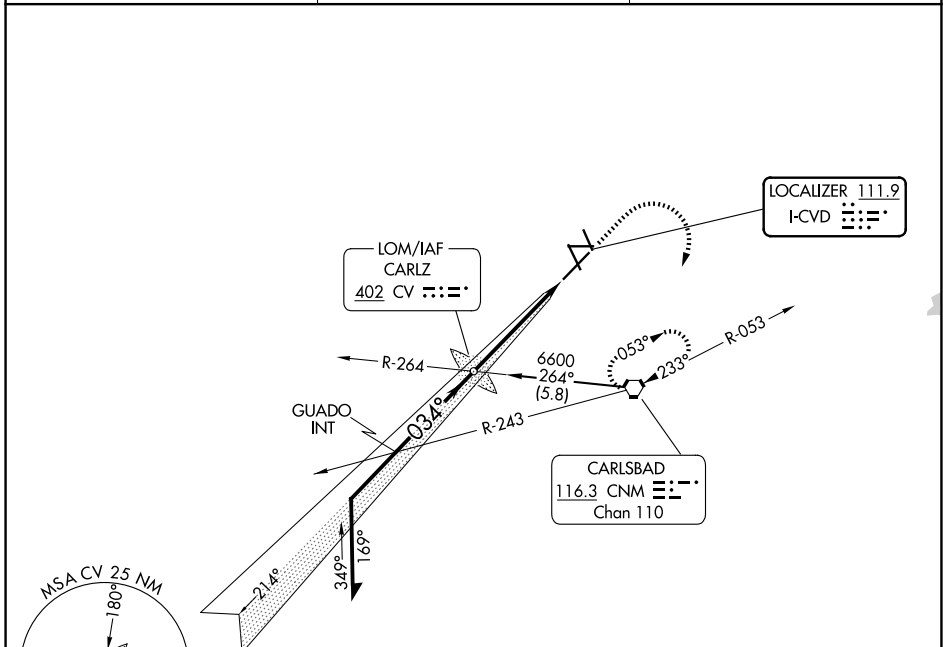 LOCALIZER 111.9
I-CVD
LOM/IAF
CARLZ
402 CV
R-264
6600
264°
(5.8)
053°
R-053
233°
GUADO
INT
034°
R-243
CARLSBAD
116.3 CNM
Chan 110
349°
169°
214°
MSA CV 25 NM
180°